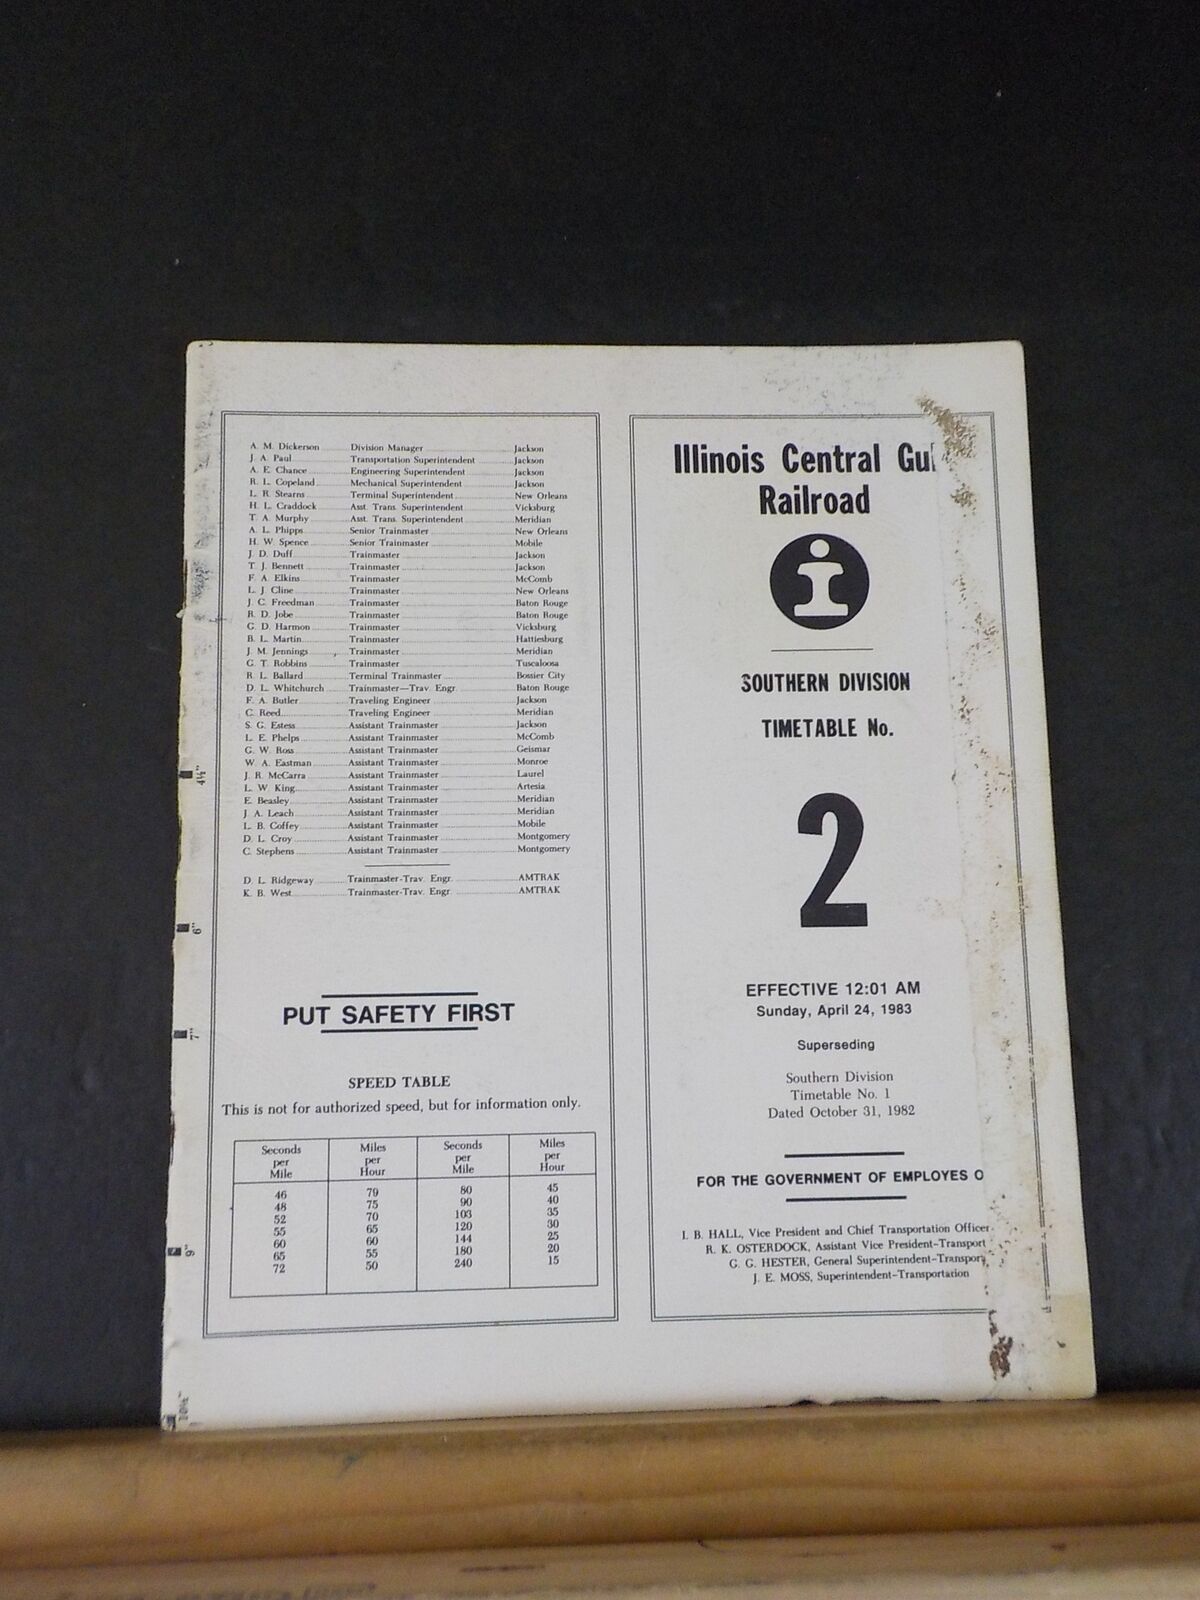 A. M. Dickerson Division Manager Jackson
J. A. Paul Transportation Superintendent Jackson
A. E. Chance Engineering Superintendent Jackson
R. L. Copeland Mechanical Superintendent Jackson
L. R. Stearns Terminal Superintendent New Orleans
H. L. Craddock Asst. Trans. Superintendent Vicksburg
T. A. Murphy Asst. Trans. Superintendent Meridian
A. L. Phipps Senior Trainmaster New Orleans
H. W. Spence Senior Trainmaster Mobile
J. D. Duff Trainmaster Jackson
T. J. Bennett Trainmaster Jackson
F. A. Elkins Trainmaster McComb
L. J. Cline Trainmaster New Orleans
J. C. Freedman Trainmaster Baton Rouge
R. D. Jobe Trainmaster Baton Rouge
G. D. Harmon Trainmaster Vicksburg
B. L. Martin Trainmaster Hattiesburg
J. M. Jennings Trainmaster Meridian
G. T. Robbins Trainmaster Tuscaloosa
R. L. Ballard Terminal Trainmaster Bossier City
D. L. Whitchurch Trainmaster—Trav. Engr. Baton Rouge
F. A. Butler Traveling Engineer Jackson
C. Reed Traveling Engineer Meridian
S. G. Estess Assistant Trainmaster Jackson
L. E. Phelps Assistant Trainmaster McComb
G. W. Ross Assistant Trainmaster Geismar
W. A. Eastman Assistant Trainmaster Monroe
J. R. McCarra Assistant Trainmaster Laurel
L. W. King Assistant Trainmaster Artesia
E. Beasley Assistant Trainmaster Meridian
J. A. Leach Assistant Trainmaster Meridian
L. B. Coffey Assistant Trainmaster Mobile
D. L. Croy Assistant Trainmaster Montgomery
C. Stephens Assistant Trainmaster Montgomery
D. L. Ridgeway Trainmaster-Trav. Engr. AMTRAK
K. B. West Trainmaster-Trav. Engr. AMTRAK
PUT SAFETY FIRST
SPEED TABLE
This is not for authorized speed, but for information only.
Seconds per Mile Miles per Hour Seconds per Mile Miles per Hour
46 79 80 45
48 75 90 40
52 70 103 35
55 65 120 30
60 60 144 25
65 55 180 20
72 50 240 15
4½"
6"
7"
9"
10½"
Illinois Central Gul
Railroad
i
SOUTHERN DIVISION
TIMETABLE No.
2
EFFECTIVE 12:01 AM
Sunday, April 24, 1983
Superseding
Southern Division
Timetable No. 1
Dated October 31, 1982
FOR THE GOVERNMENT OF EMPLOYES O
I. B. HALL, Vice President and Chief Transportation Officer
R. K. OSTERDOCK, Assistant Vice President-Transport
G. G. HESTER, General Superintendent-Transport
J. E. MOSS, Superintendent-Transportation